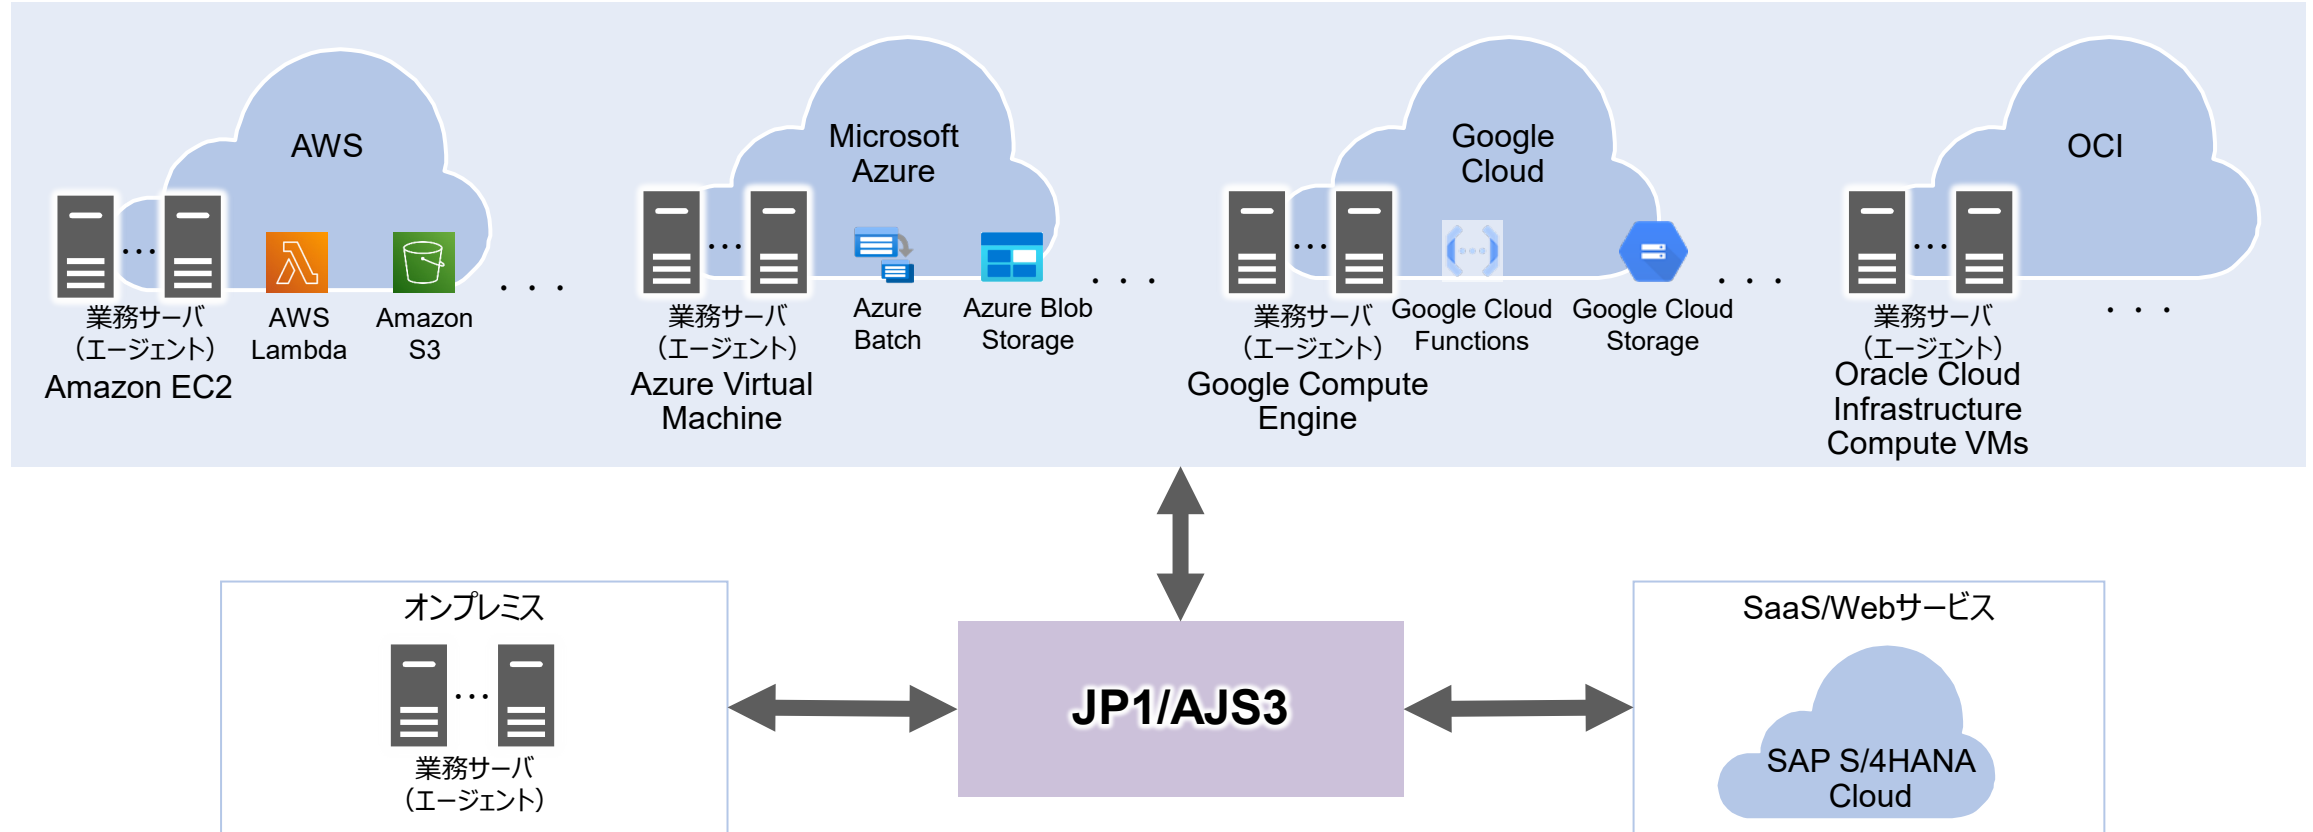 AWS
…
業務サーバ
（エージェント）
Amazon EC2
AWS
Lambda
Amazon
S3
・・・
Microsoft
Azure
…
業務サーバ
（エージェント）
Azure Virtual
Machine
Azure
Batch
Azure Blob
Storage
・・・
Google
Cloud
…
業務サーバ
（エージェント）
Google Compute
Engine
Google Cloud
Functions
Google Cloud
Storage
・・・
OCI
…
業務サーバ
（エージェント）
Oracle Cloud
Infrastructure
Compute VMs
・・・
オンプレミス
…
業務サーバ
（エージェント）
JP1/AJS3
SaaS/Webサービス
SAP S/4HANA
Cloud